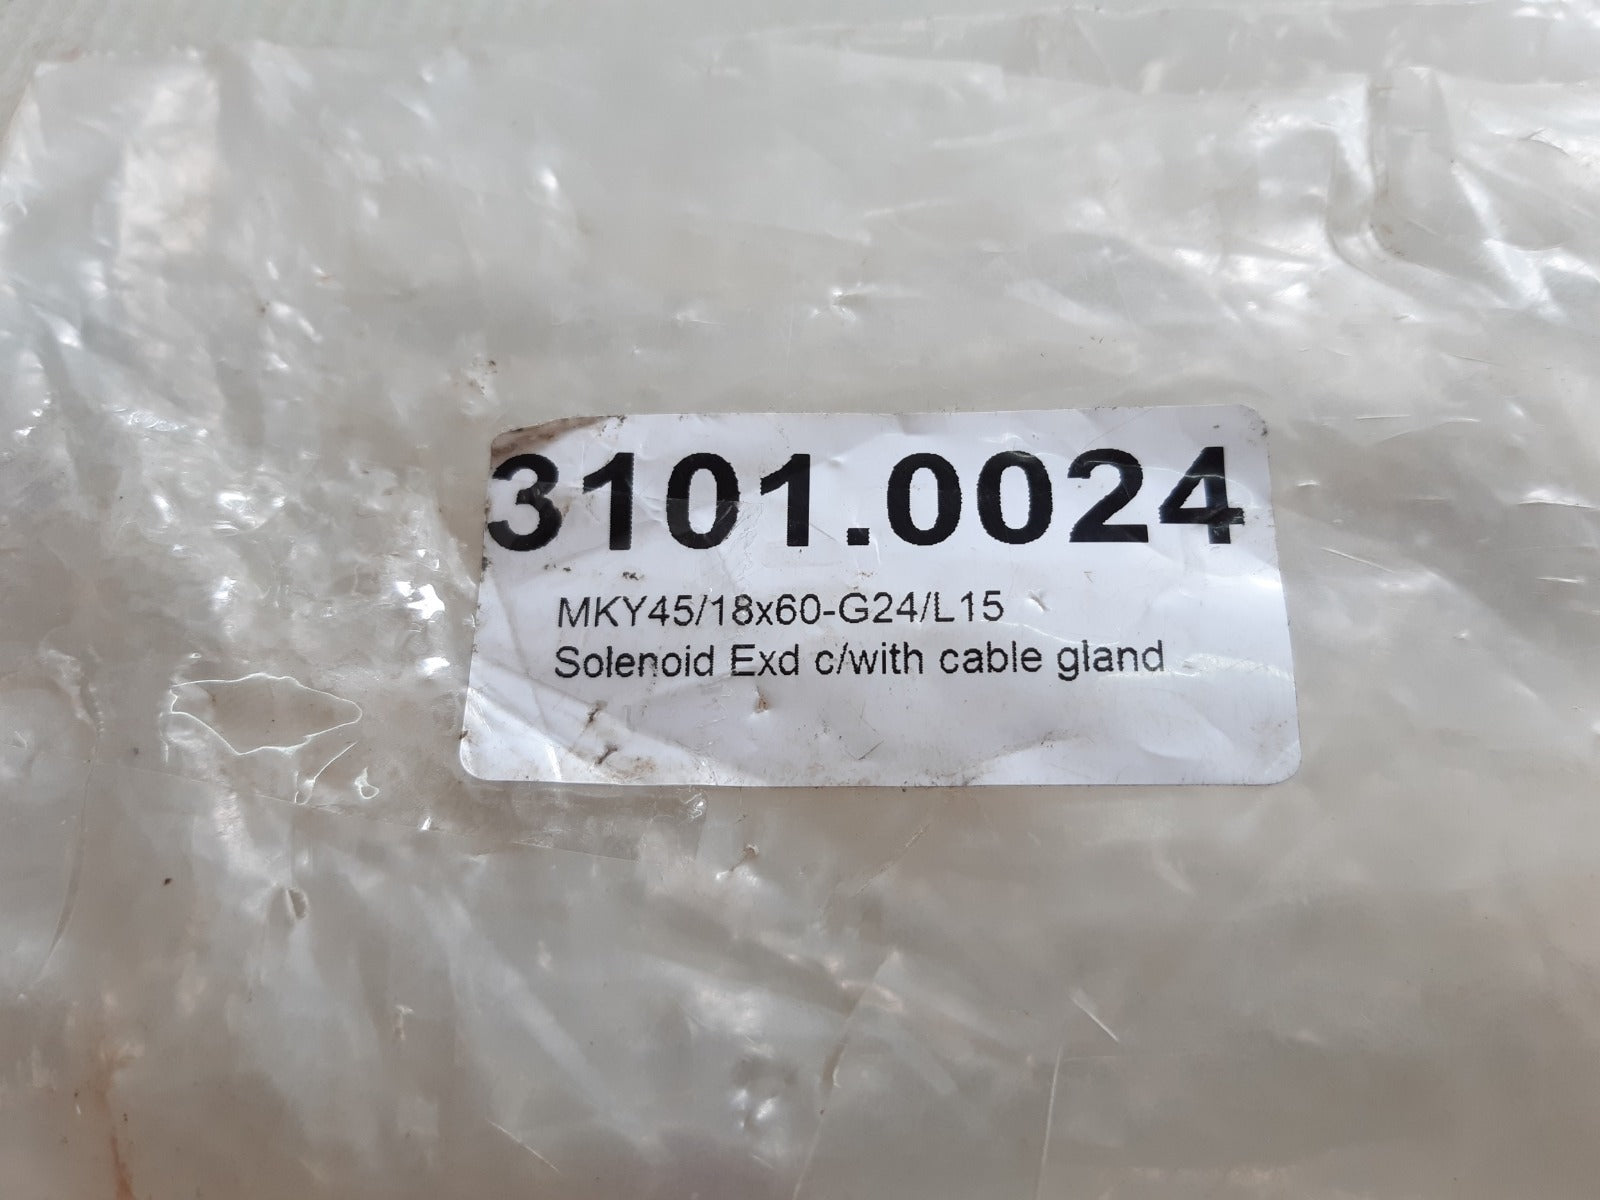 3101.0024
MKY45/18x60-G24/L15
Solenoid Exd c/with cable gland